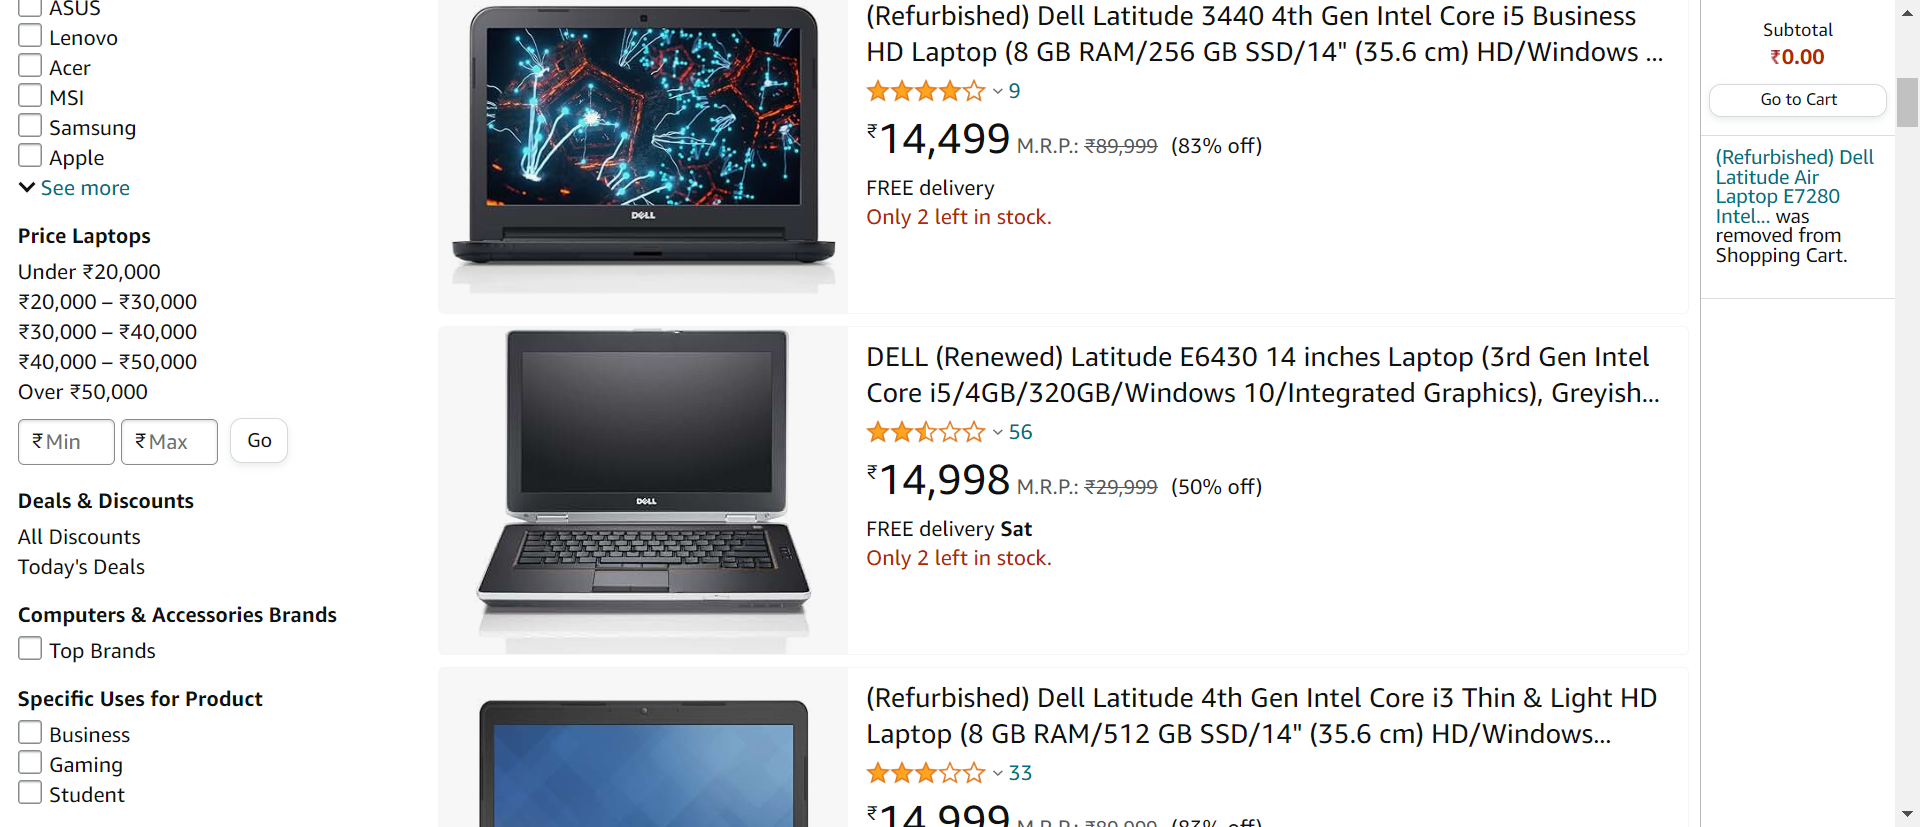 ASUS
Lenovo
Acer
MSI
Samsung
Apple
See more
Price Laptops
Under ₹20,000
₹20,000 – ₹30,000
₹30,000 – ₹40,000
₹40,000 – ₹50,000
Over ₹50,000
₹ Min ₹ Max Go
Deals & Discounts
All Discounts
Today's Deals
Computers & Accessories Brands
Top Brands
Specific Uses for Product
Business
Gaming
Student
DELL
(Refurbished) Dell Latitude 3440 4th Gen Intel Core i5 Business
HD Laptop (8 GB RAM/256 GB SSD/14" (35.6 cm) HD/Windows ...
9
₹14,499 M.R.P.: ₹89,999 (83% off)
FREE delivery
Only 2 left in stock.
DELL
DELL (Renewed) Latitude E6430 14 inches Laptop (3rd Gen Intel
Core i5/4GB/320GB/Windows 10/Integrated Graphics), Greyish...
56
₹14,998 M.R.P.: ₹29,999 (50% off)
FREE delivery Sat
Only 2 left in stock.
(Refurbished) Dell Latitude 4th Gen Intel Core i3 Thin & Light HD
Laptop (8 GB RAM/512 GB SSD/14" (35.6 cm) HD/Windows...
33
₹14,999 M.R.P.: ₹89,999 (83% off)
Subtotal
₹0.00
Go to Cart
(Refurbished) Dell
Latitude Air
Laptop E7280
Intel... was
removed from
Shopping Cart.